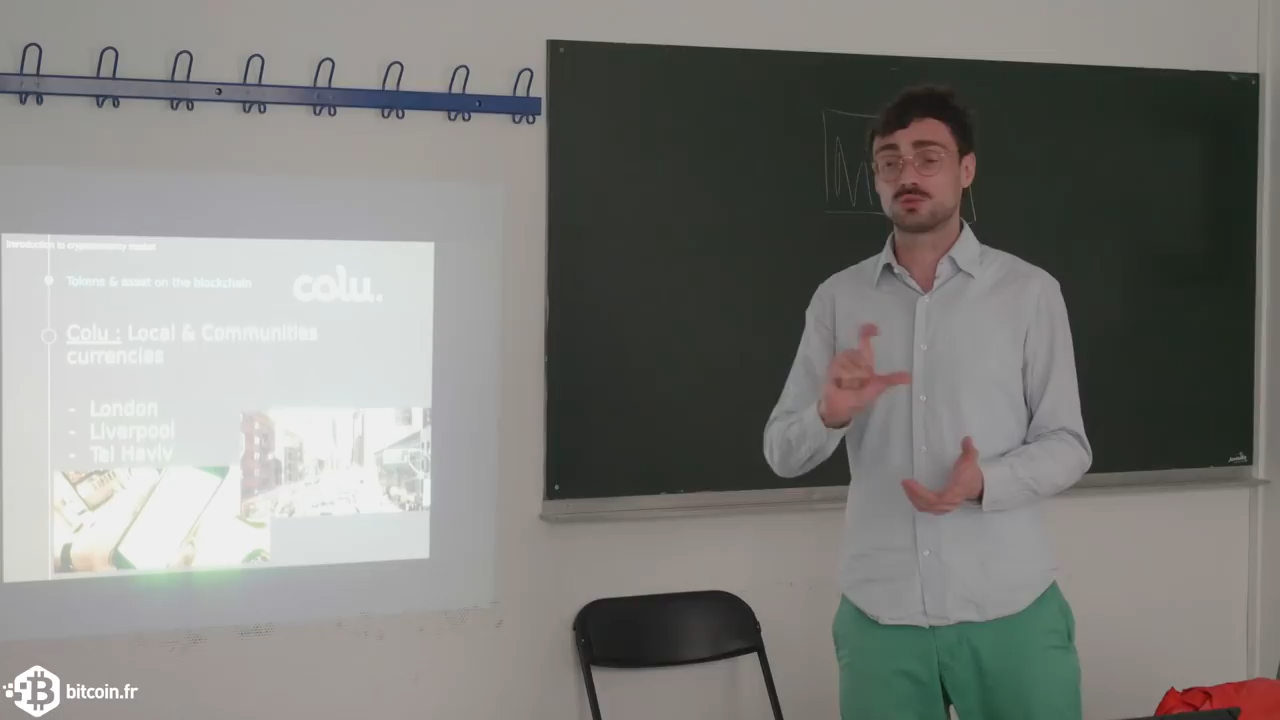 Introduction to cryptocurrency market
Tokens & asset on the blockchain
colu.
Colu : Local & Communities
currencies
- London
- Liverpool
- Tel Haviv
bitcoin.fr